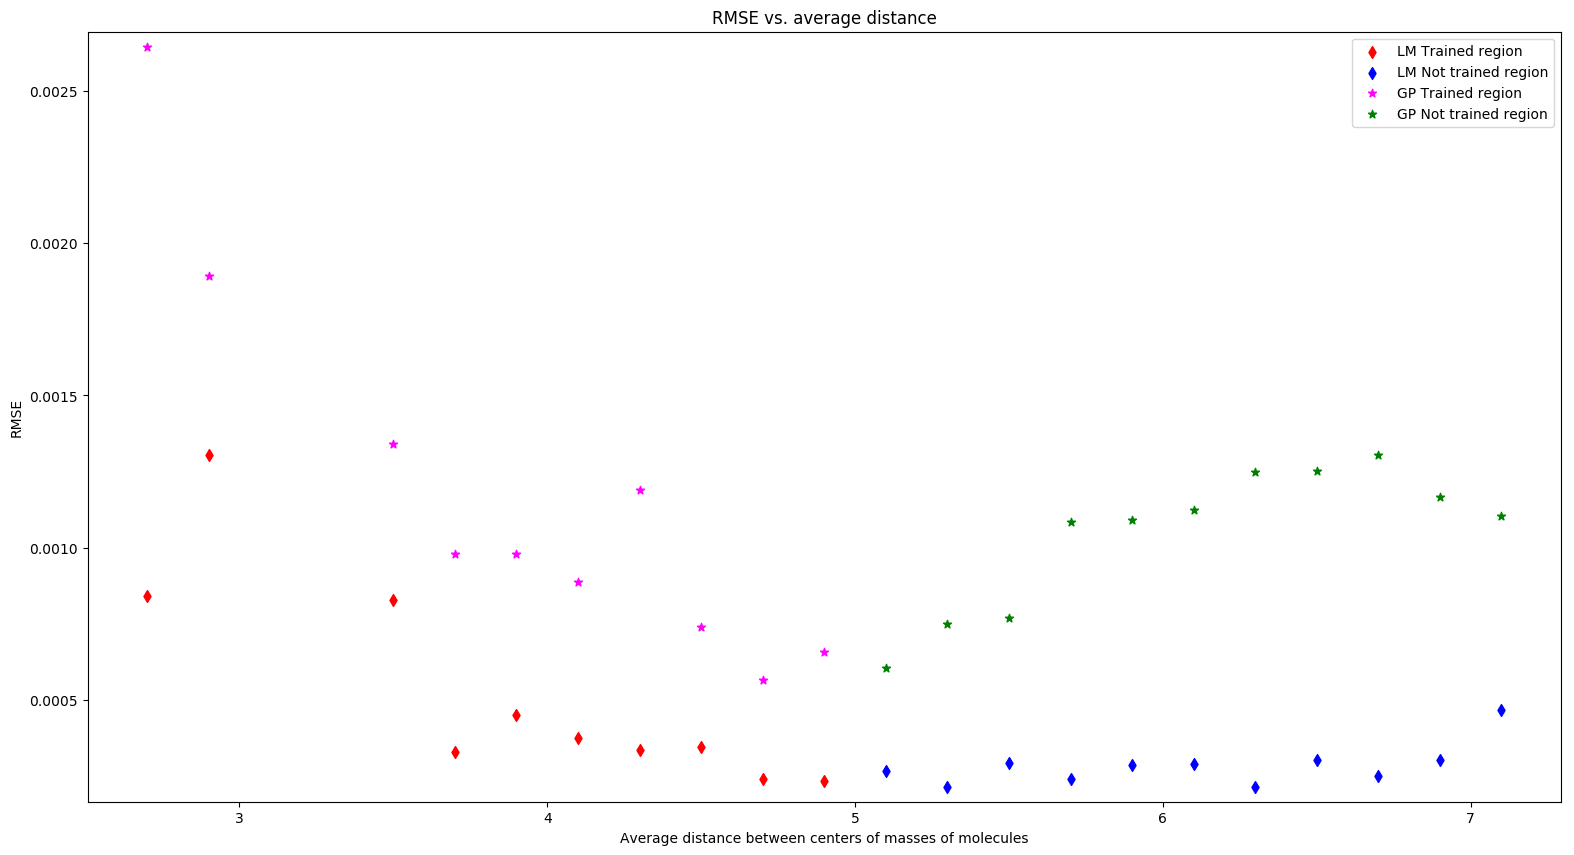 RMSE vs. average distance
LM Trained region
LM Not trained region
GP Trained region
GP Not trained region
0.0025
0.0020
0.0015
0.0010
0.0005
RMSE
3
4
5
6
7
Average distance between centers of masses of molecules